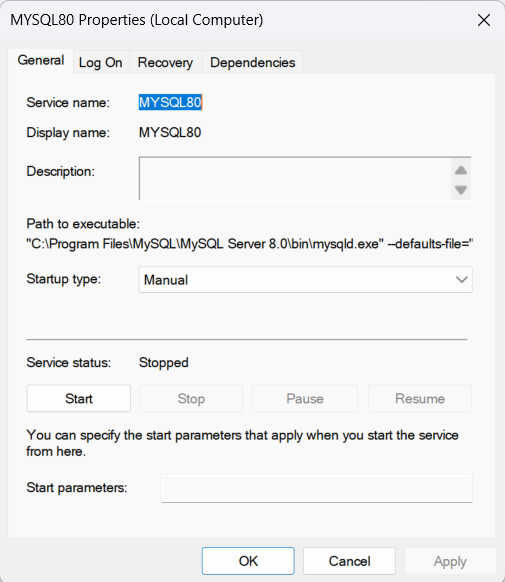 MYSQL80 Properties (Local Computer)
General Log On Recovery Dependencies
Service name: MYSQL80
Display name: MYSQL80
Description:
Path to executable:
"C:\Program Files\MySQL\MySQL Server 8.0\bin\mysqld.exe" --defaults-file="
Startup type: Manual
Service status: Stopped
Start Stop Pause Resume
You can specify the start parameters that apply when you start the service
from here.
Start parameters:
OK Cancel Apply